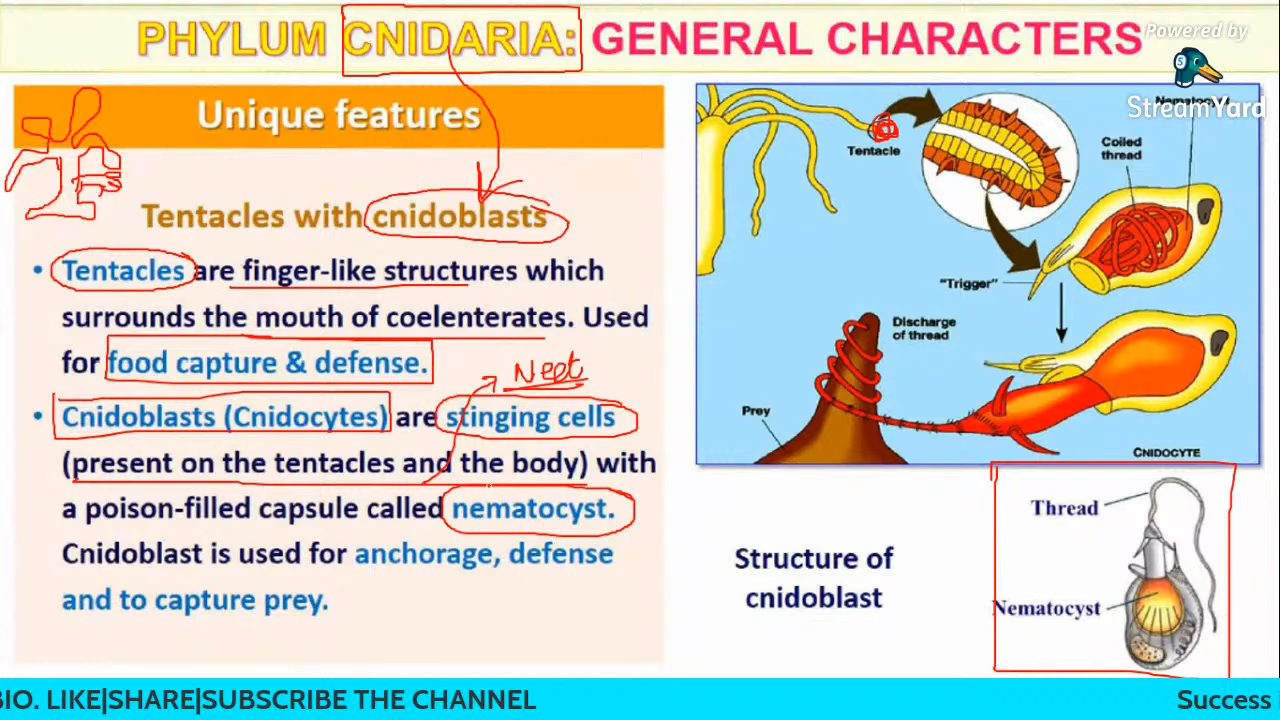 PHYLUM CNIDARIA: GENERAL CHARACTERS
Powered by
StreamYard
Unique features
Tentacles with cnidoblasts
• Tentacles are finger-like structures which
surrounds the mouth of coelenterates. Used
for food capture & defense.
Neet
• Cnidoblasts (Cnidocytes) are stinging cells
(present on the tentacles and the body) with
a poison-filled capsule called nematocyst.
Cnidoblast is used for anchorage, defense
and to capture prey.
Tentacle
Coiled
thread
"Trigger"
Discharge
of thread
Prey
CNIDOCYTE
Structure of
cnidoblast
Thread
Nematocyst
BIO. LIKE|SHARE|SUBSCRIBE THE CHANNEL
Success